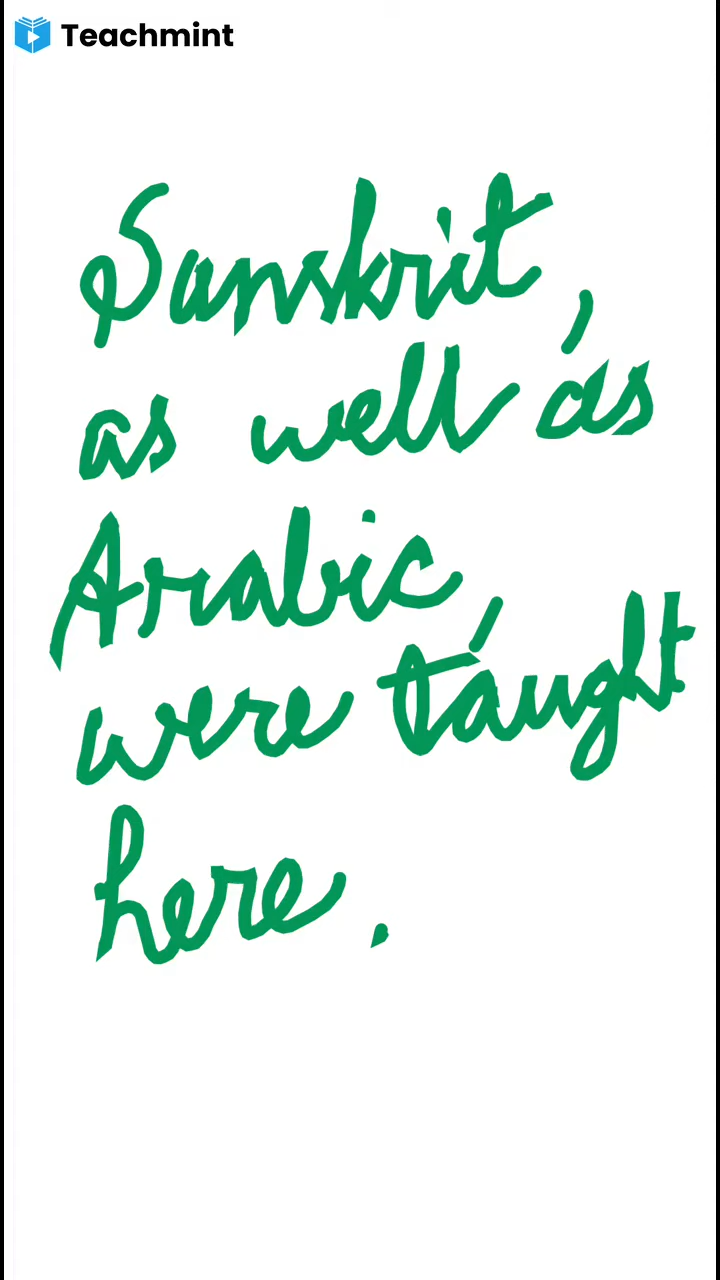 Teachmint
Sanskrit,
as well as
Arabic,
were taught
here.